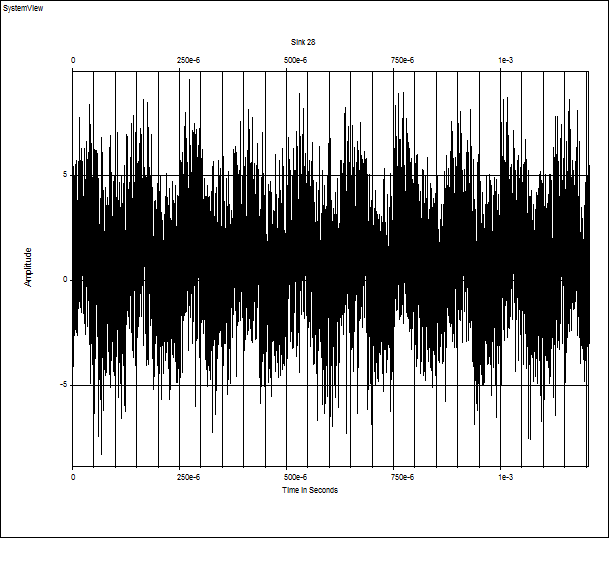 SystemView
Sink 28
0 250e-6 500e-6 750e-6 1e-3
5
Amplitude
0
-5
0 250e-6 500e-6 750e-6 1e-3
Time in Seconds